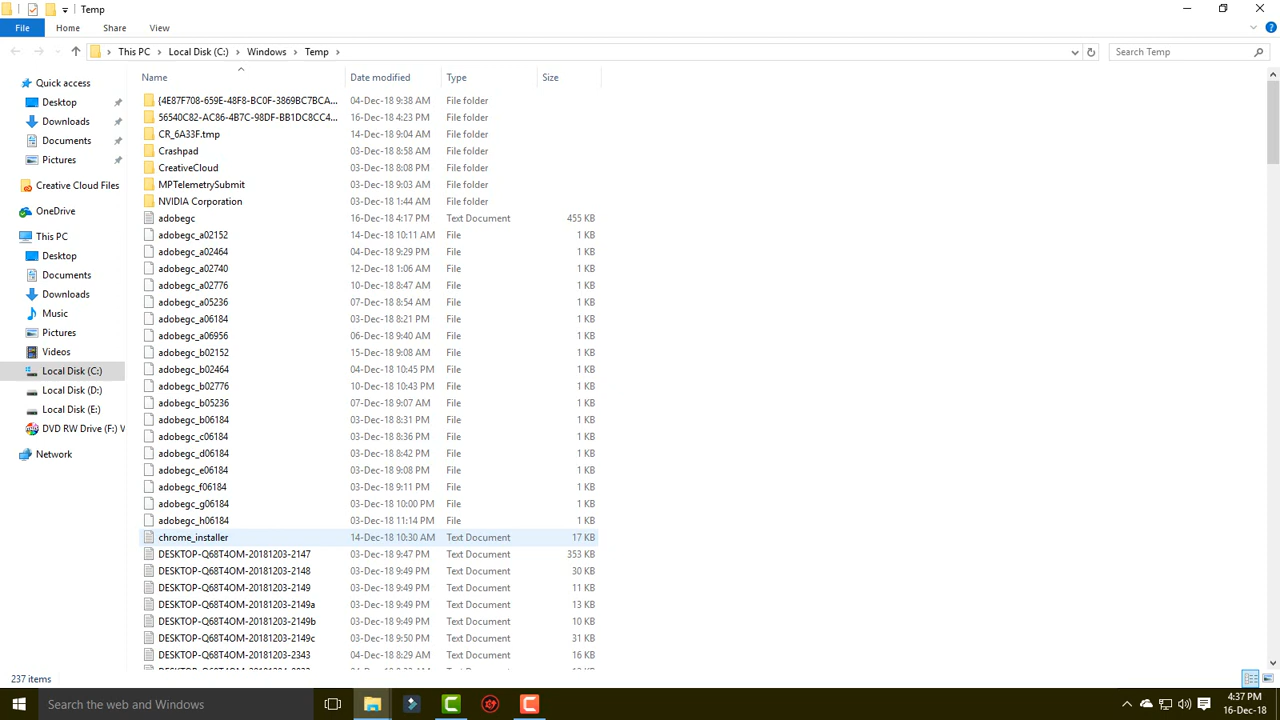 Temp
File Home Share View
This PC Local Disk (C:) Windows Temp Search Temp
Name Date modified Type Size
Quick access
Desktop
Downloads
Documents
Pictures
Creative Cloud Files
OneDrive
This PC
Desktop
Documents
Downloads
Music
Pictures
Videos
Local Disk (C:)
Local Disk (D:)
Local Disk (E:)
DVD RW Drive (F:) V
Network
{4E87F708-659E-48F8-BC0F-3869BC7BCA... 04-Dec-18 9:38 AM File folder
56540C82-AC86-4B7C-98DF-BB1DC8CC4... 16-Dec-18 4:23 PM File folder
CR_6A33F.tmp 14-Dec-18 9:04 AM File folder
Crashpad 03-Dec-18 8:58 AM File folder
CreativeCloud 03-Dec-18 8:08 PM File folder
MPTelemetrySubmit 03-Dec-18 9:03 AM File folder
NVIDIA Corporation 03-Dec-18 1:44 AM File folder
adobegc 16-Dec-18 4:17 PM Text Document 455 KB
adobegc_a02152 14-Dec-18 10:11 AM File 1 KB
adobegc_a02464 04-Dec-18 9:29 PM File 1 KB
adobegc_a02740 12-Dec-18 1:06 AM File 1 KB
adobegc_a02776 10-Dec-18 8:47 AM File 1 KB
adobegc_a05236 07-Dec-18 8:54 AM File 1 KB
adobegc_a06184 03-Dec-18 8:21 PM File 1 KB
adobegc_a06956 06-Dec-18 9:40 AM File 1 KB
adobegc_b02152 15-Dec-18 9:08 AM File 1 KB
adobegc_b02464 04-Dec-18 10:45 PM File 1 KB
adobegc_b02776 10-Dec-18 10:43 PM File 1 KB
adobegc_b05236 07-Dec-18 9:07 AM File 1 KB
adobegc_b06184 03-Dec-18 8:31 PM File 1 KB
adobegc_c06184 03-Dec-18 8:36 PM File 1 KB
adobegc_d06184 03-Dec-18 8:42 PM File 1 KB
adobegc_e06184 03-Dec-18 9:08 PM File 1 KB
adobegc_f06184 03-Dec-18 9:11 PM File 1 KB
adobegc_g06184 03-Dec-18 10:00 PM File 1 KB
adobegc_h06184 03-Dec-18 11:14 PM File 1 KB
chrome_installer 14-Dec-18 10:30 AM Text Document 17 KB
DESKTOP-Q68T4OM-20181203-2147 03-Dec-18 9:47 PM Text Document 353 KB
DESKTOP-Q68T4OM-20181203-2148 03-Dec-18 9:49 PM Text Document 30 KB
DESKTOP-Q68T4OM-20181203-2149 03-Dec-18 9:49 PM Text Document 11 KB
DESKTOP-Q68T4OM-20181203-2149a 03-Dec-18 9:49 PM Text Document 13 KB
DESKTOP-Q68T4OM-20181203-2149b 03-Dec-18 9:49 PM Text Document 10 KB
DESKTOP-Q68T4OM-20181203-2149c 03-Dec-18 9:50 PM Text Document 31 KB
DESKTOP-Q68T4OM-20181203-2343 04-Dec-18 8:29 AM Text Document 16 KB
237 items
Search the web and Windows
4:37 PM
16-Dec-18